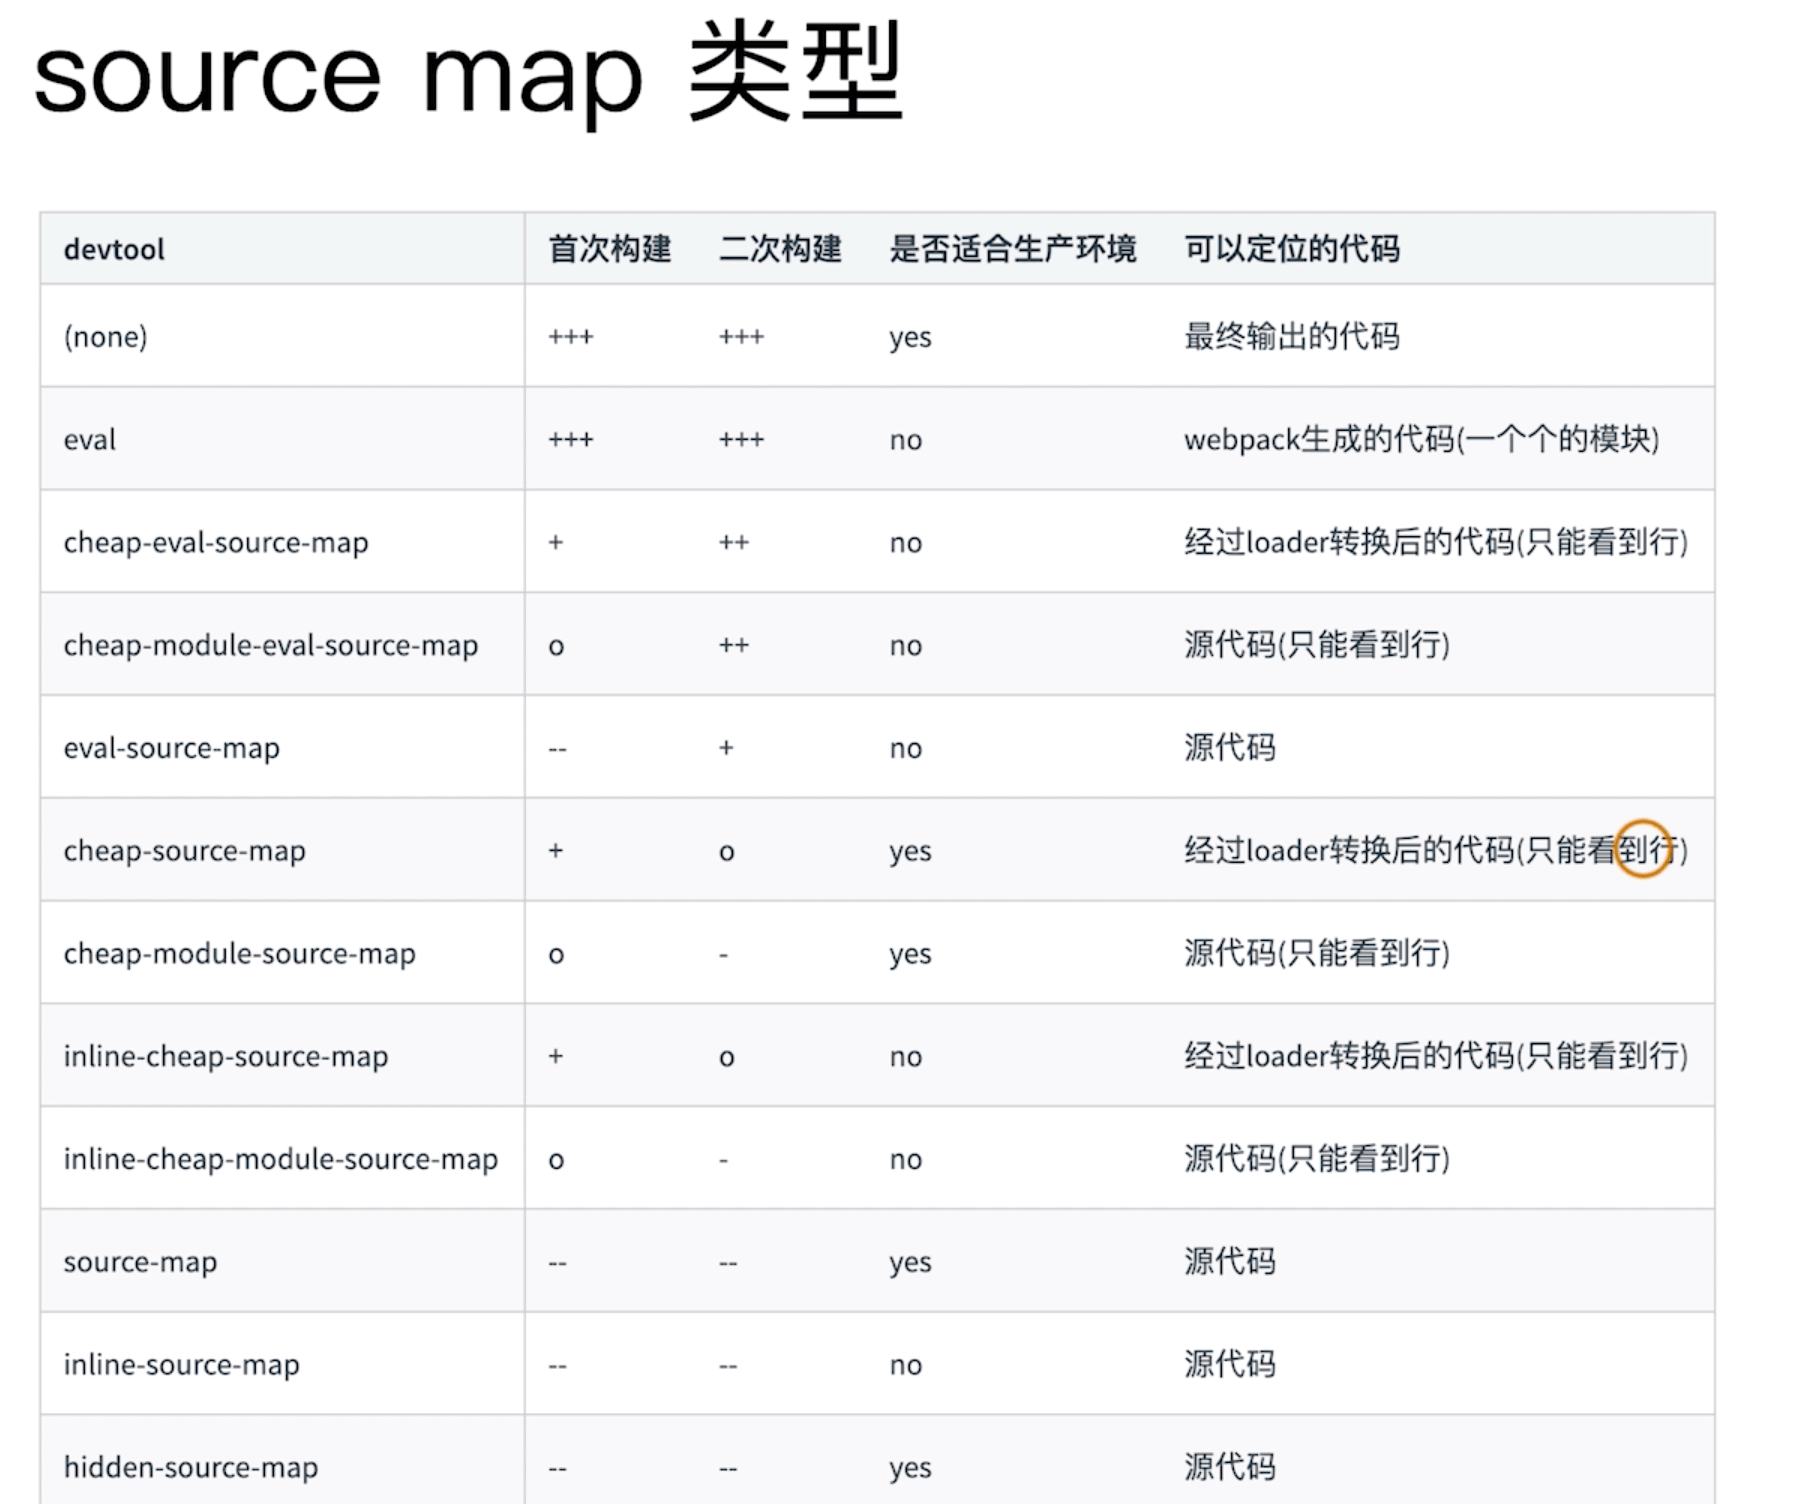 source map 类型
devtool 首次构建 二次构建 是否适合生产环境 可以定位的代码
(none) +++ +++ yes 最终输出的代码
eval +++ +++ no webpack生成的代码(一个个的模块)
cheap-eval-source-map + ++ no 经过loader转换后的代码(只能看到行)
cheap-module-eval-source-map o ++ no 源代码(只能看到行)
eval-source-map -- + no 源代码
cheap-source-map + o yes 经过loader转换后的代码(只能看到行)
cheap-module-source-map o - yes 源代码(只能看到行)
inline-cheap-source-map + o no 经过loader转换后的代码(只能看到行)
inline-cheap-module-source-map o - no 源代码(只能看到行)
source-map -- -- yes 源代码
inline-source-map -- -- no 源代码
hidden-source-map -- -- yes 源代码